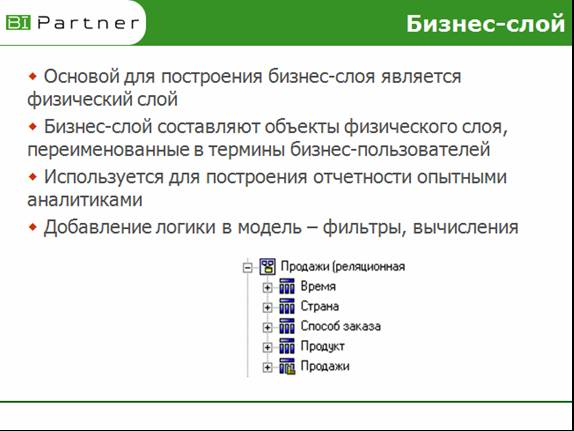 BI Partner
Бизнес-слой
Основой для построения бизнес-слоя является
физический слой
Бизнес-слой составляют объекты физического слоя,
переименованные в термины бизнес-пользователей
Используется для построения отчетности опытными
аналитиками
Добавление логики в модель – фильтры, вычисления
Продажи (реляционная
Время
Страна
Способ заказа
Продукт
Продажи